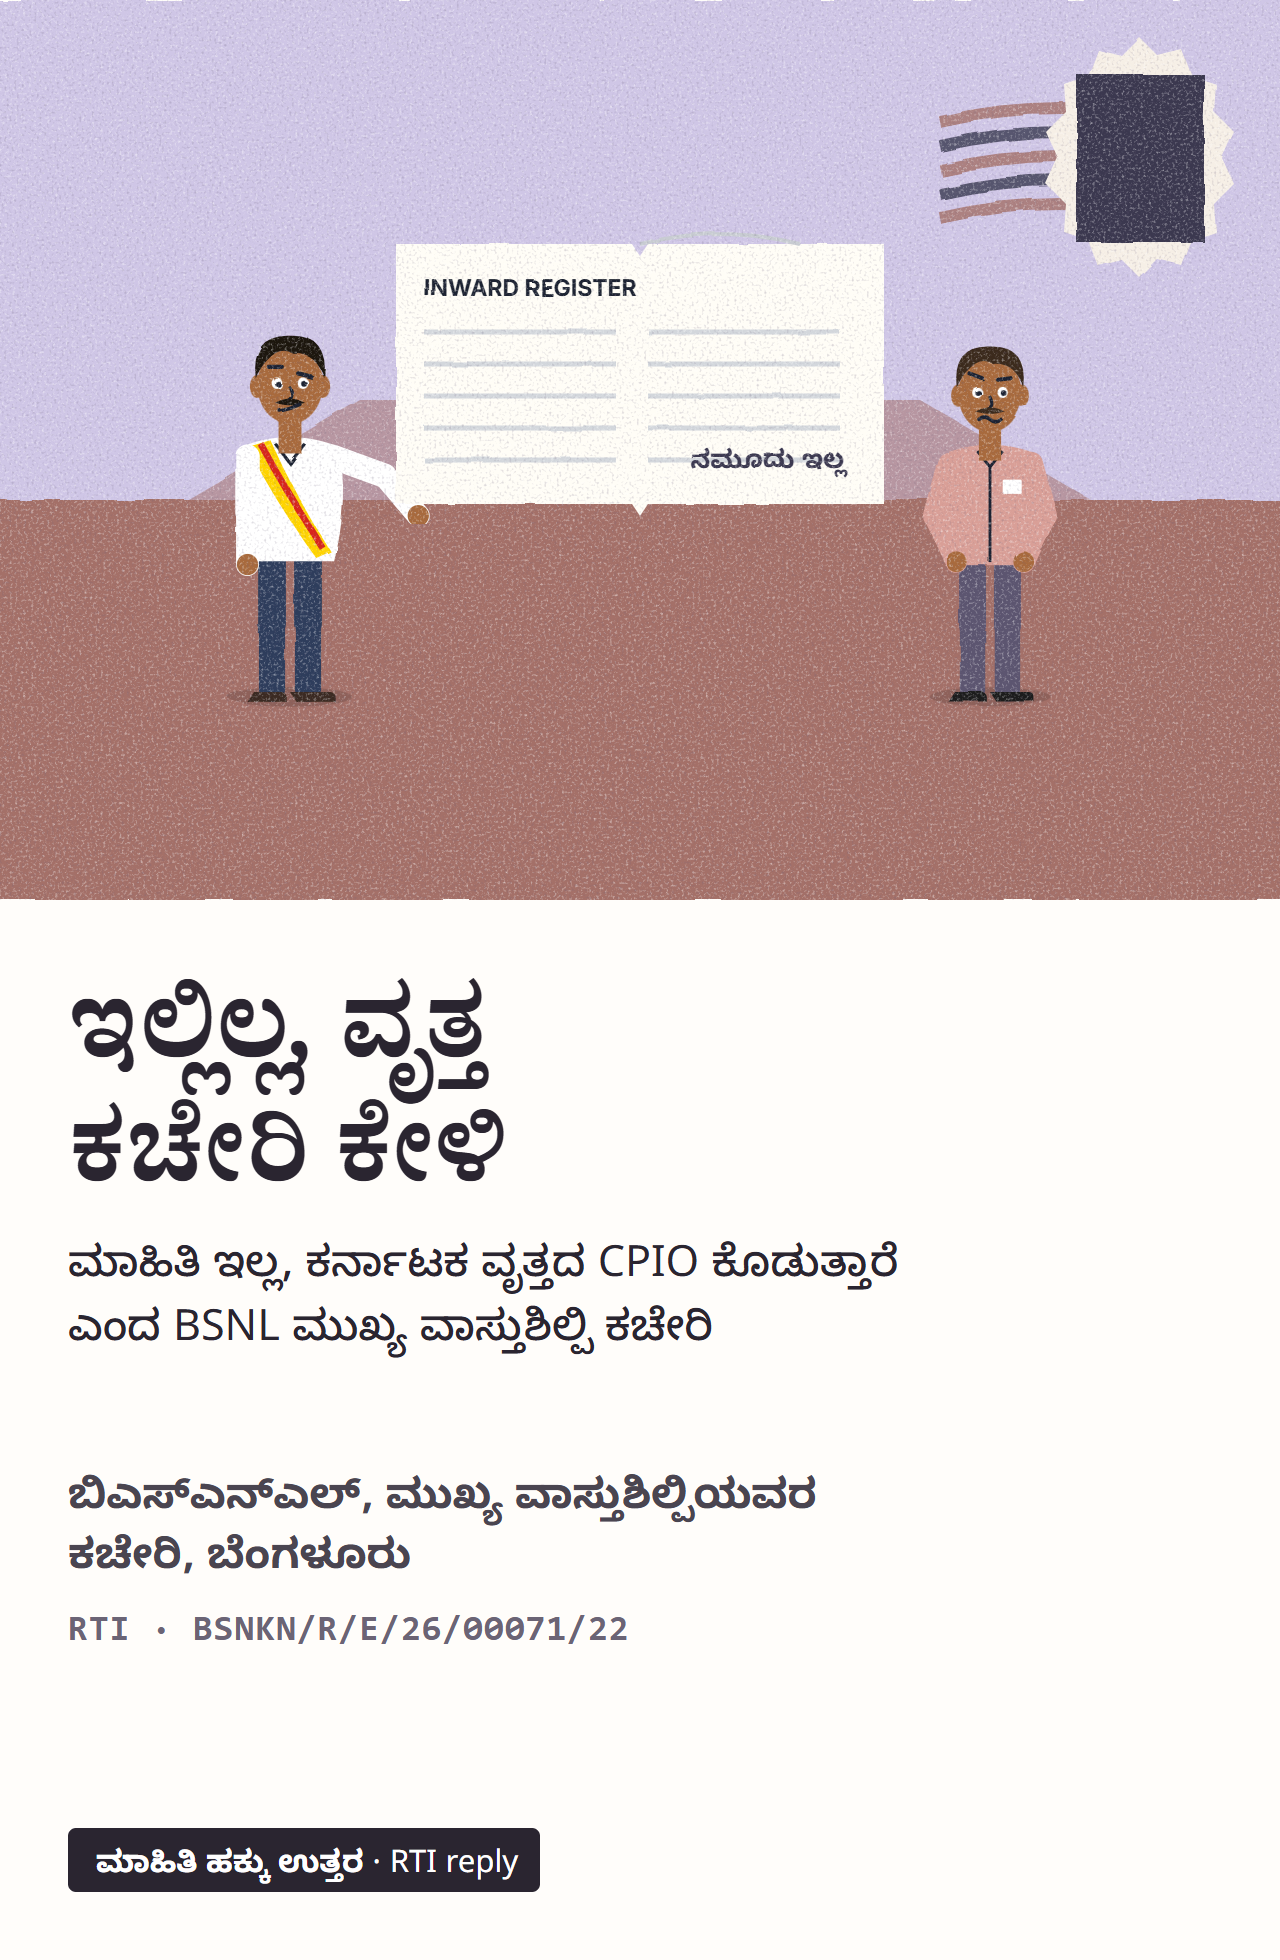 INWARD REGISTER
ನಮೂದು ಇಲ್ಲ
ಇಲ್ಲಿಲ್ಲ, ವೃತ್ತ
ಕಚೇರಿ ಕೇಳಿ
ಮಾಹಿತಿ ಇಲ್ಲ, ಕರ್ನಾಟಕ ವೃತ್ತದ CPIO ಕೊಡುತ್ತಾರೆ
ಎಂದ BSNL ಮುಖ್ಯ ವಾಸ್ತುಶಿಲ್ಪಿ ಕಚೇರಿ
ಬಿಎಸ್ಎನ್ಎಲ್, ಮುಖ್ಯ ವಾಸ್ತುಶಿಲ್ಪಿಯವರ
ಕಚೇರಿ, ಬೆಂಗಳೂರು
RTI · BSNKN/R/E/26/00071/22
ಮಾಹಿತಿ ಹಕ್ಕು ಉತ್ತರ · RTI reply